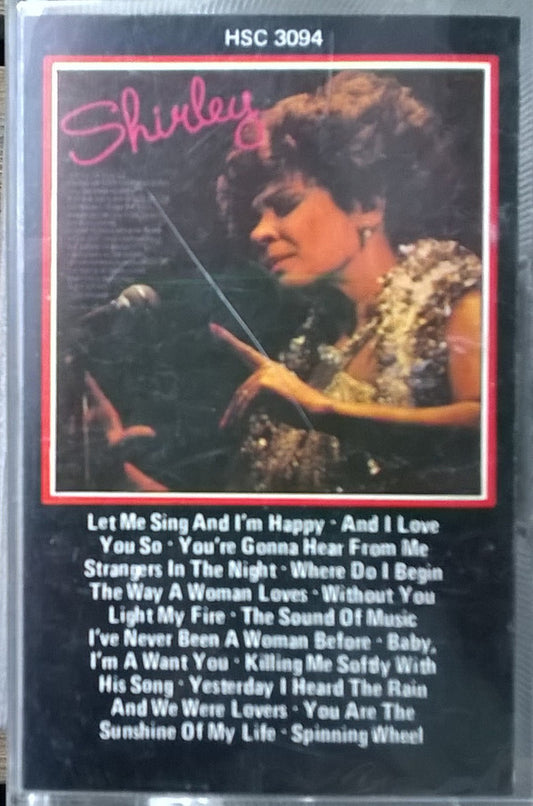 HSC 3094
Shirley
Let Me Sing And I'm Happy · And I Love
You So · You're Gonna Hear From Me
Strangers In The Night · Where Do I Begin
The Way A Woman Loves · Without You
Light My Fire · The Sound Of Music
I've Never Been A Woman Before · Baby,
I'm A Want You · Killing Me Softly With
His Song · Yesterday I Heard The Rain
And We Were Lovers · You Are The
Sunshine Of My Life · Spinning Wheel